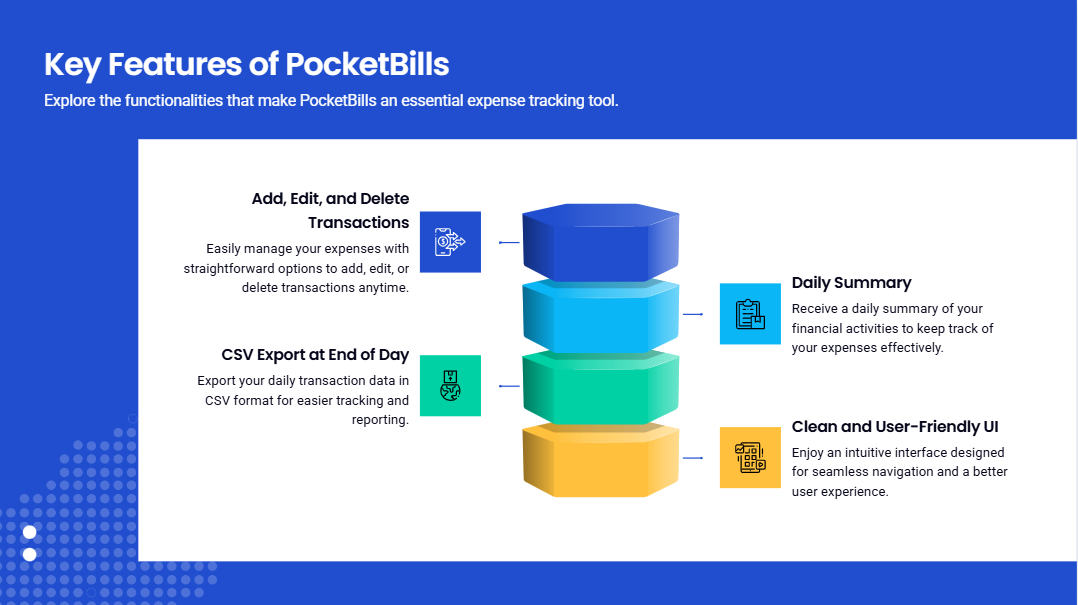 Key Features of PocketBills
Explore the functionalities that make PocketBills an essential expense tracking tool.
Add, Edit, and Delete
Transactions
Easily manage your expenses with
straightforward options to add, edit, or
delete transactions anytime.
Daily Summary
Receive a daily summary of your
financial activities to keep track of
your expenses effectively.
CSV Export at End of Day
Export your daily transaction data in
CSV format for easier tracking and
reporting.
Clean and User-Friendly UI
Enjoy an intuitive interface designed
for seamless navigation and a better
user experience.